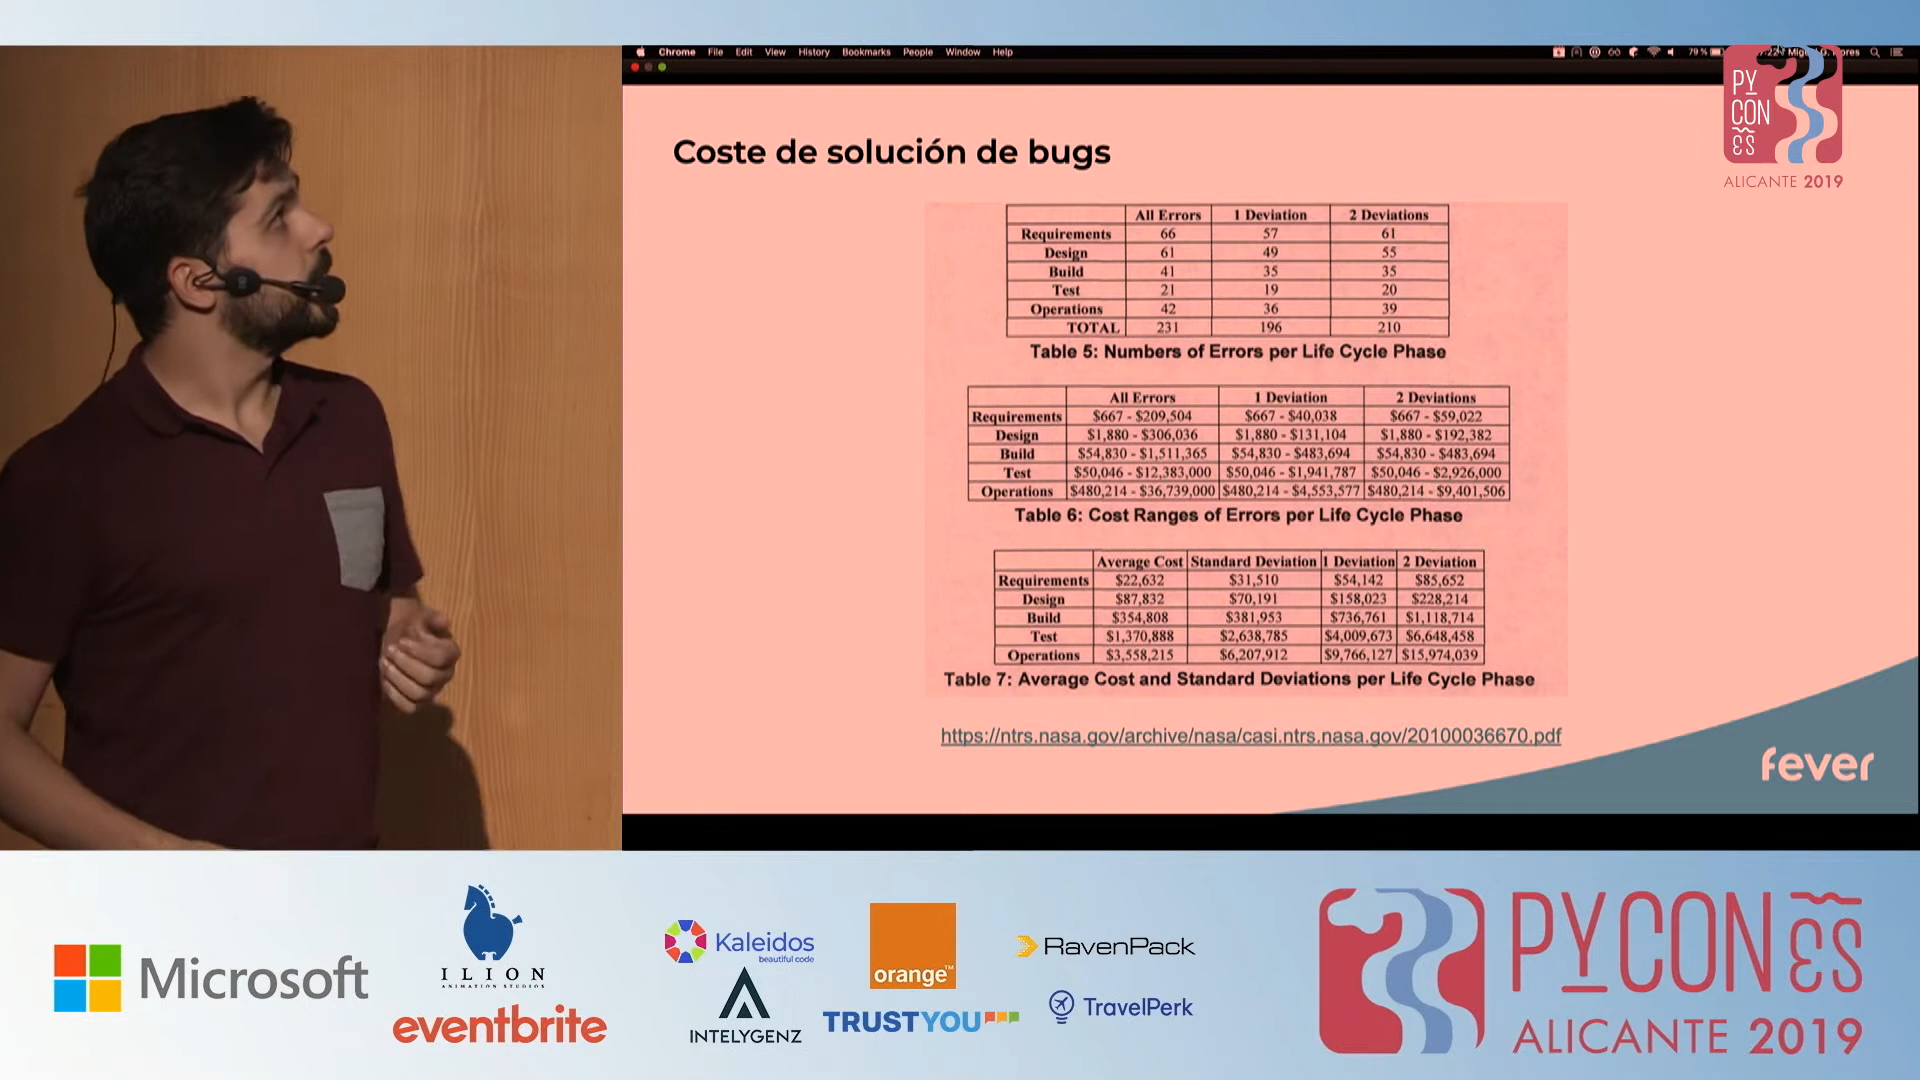 Chrome File Edit View History Bookmarks People Window Help
79 %
PY
CON
ES
ALICANTE 2019
Coste de solución de bugs
All Errors 1 Deviation 2 Deviations
Requirements 66 57 61
Design 61 49 55
Build 41 35 35
Test 21 19 20
Operations 42 36 39
TOTAL 231 196 210
Table 5: Numbers of Errors per Life Cycle Phase
All Errors 1 Deviation 2 Deviations
Requirements $667 - $209,504 $667 - $40,038 $667 - $59,022
Design $1,880 - $306,036 $1,880 - $131,104 $1,880 - $192,382
Build $54,830 - $1,511,365 $54,830 - $483,694 $54,830 - $483,694
Test $50,046 - $12,383,000 $50,046 - $1,941,787 $50,046 - $2,926,000
Operations $480,214 - $36,739,000 $480,214 - $4,553,577 $480,214 - $9,401,506
Table 6: Cost Ranges of Errors per Life Cycle Phase
Average Cost Standard Deviation 1 Deviation 2 Deviation
Requirements $22,632 $31,510 $54,142 $85,652
Design $87,832 $70,191 $158,023 $228,214
Build $354,808 $381,953 $736,761 $1,118,714
Test $1,370,888 $2,638,785 $4,009,673 $6,648,458
Operations $3,558,215 $6,207,912 $9,766,127 $15,974,039
Table 7: Average Cost and Standard Deviations per Life Cycle Phase
https://ntrs.nasa.gov/archive/nasa/casi.ntrs.nasa.gov/20100036670.pdf
fever
Microsoft
ILION
ANIMATION STUDIOS
eventbrite
Kaleidos
beautiful code
INTELYGENZ
orange™
TRUSTYOU
RavenPack
TravelPerk
PYCON ES
ALICANTE 2019